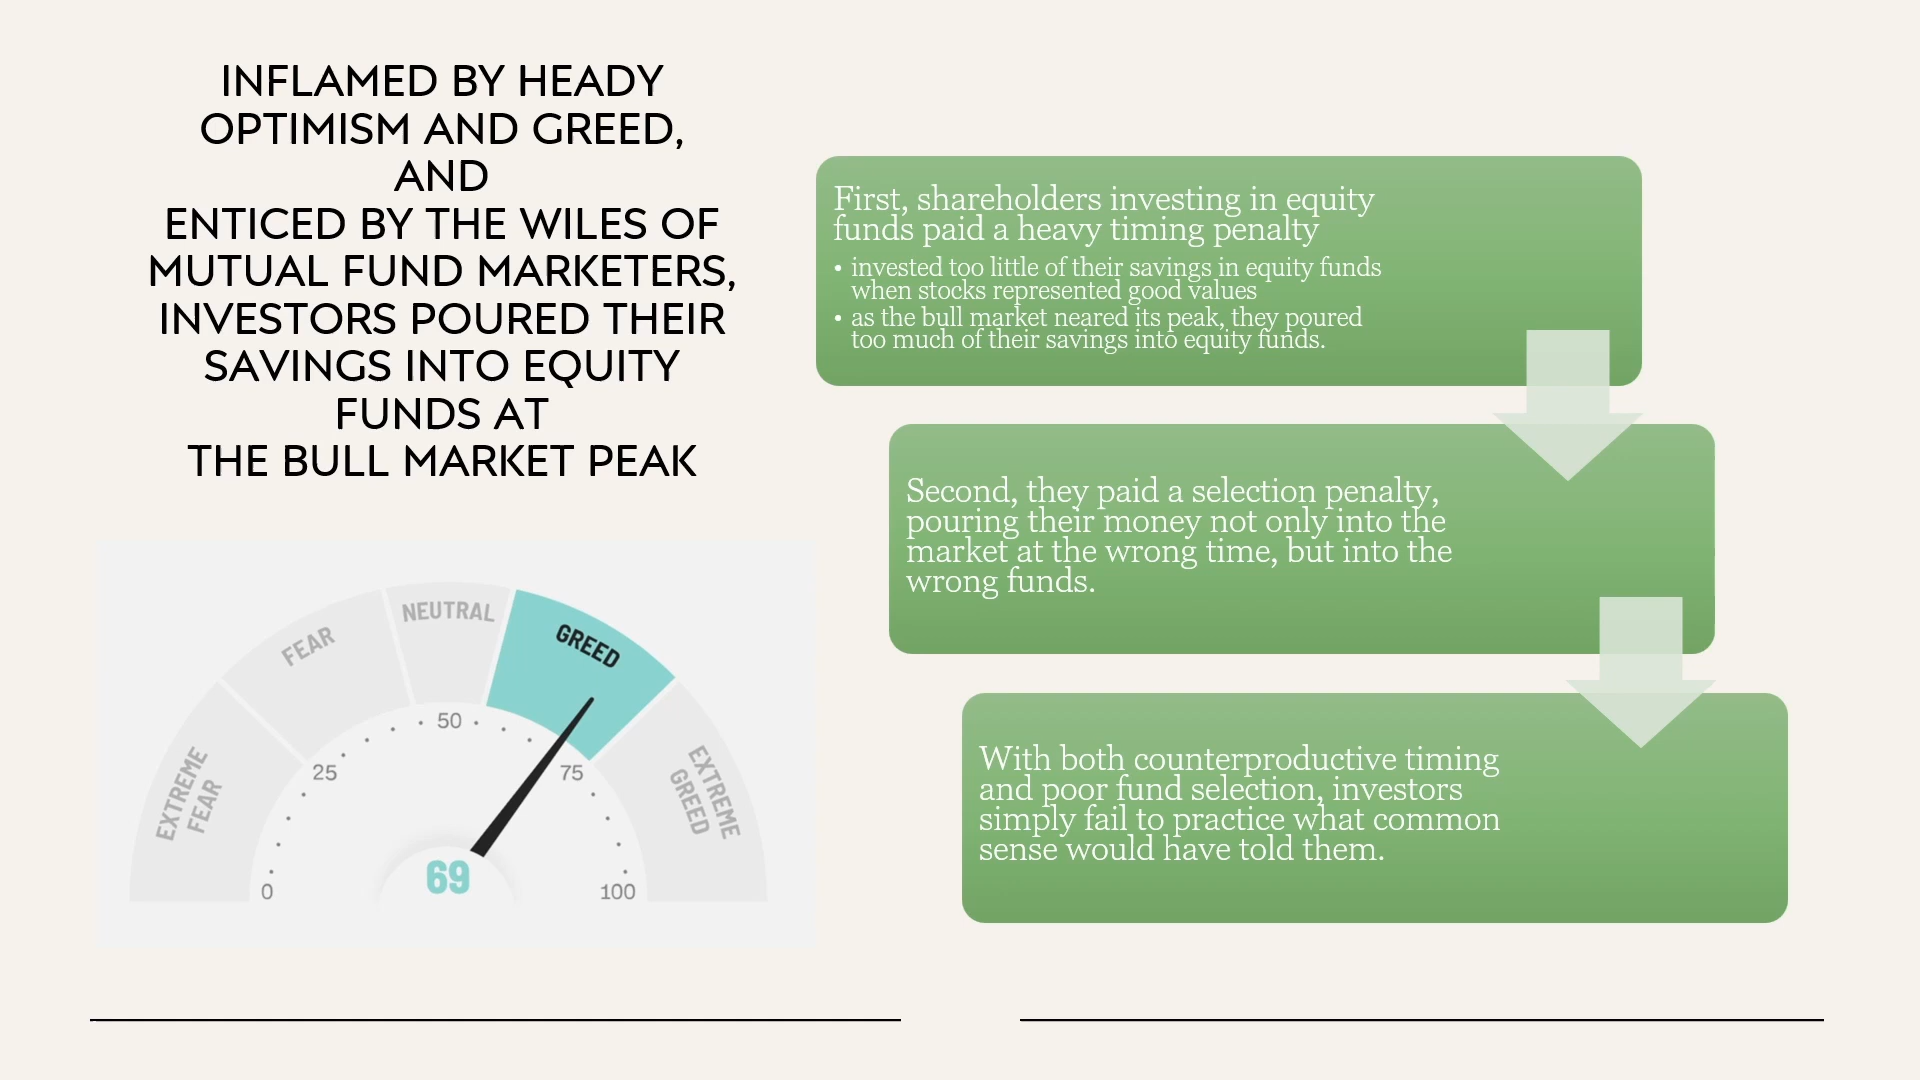 INFLAMED BY HEADY
OPTIMISM AND GREED,
AND
ENTICED BY THE WILES OF
MUTUAL FUND MARKETERS,
INVESTORS POURED THEIR
SAVINGS INTO EQUITY
FUNDS AT
THE BULL MARKET PEAK
First, shareholders investing in equity
funds paid a heavy timing penalty
• invested too little of their savings in equity funds
when stocks represented good values
• as the bull market neared its peak, they poured
too much of their savings into equity funds.
Second, they paid a selection penalty,
pouring their money not only into the
market at the wrong time, but into the
wrong funds.
With both counterproductive timing
and poor fund selection, investors
simply fail to practice what common
sense would have told them.
EXTREME
FEAR
FEAR
NEUTRAL
GREED
EXTREME
GREED
0
25
50
75
100
69